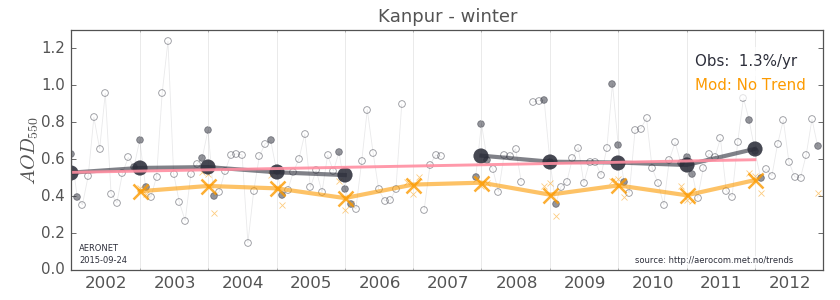 Kanpur - winter
1.2
1.0
0.8
0.6
0.4
0.2
0.0
AOD550
Obs:  1.3%/yr
Mod: No Trend
AERONET
2015-09-24
source: http://aerocom.met.no/trends
2002 2003 2004 2005 2006 2007 2008 2009 2010 2011 2012